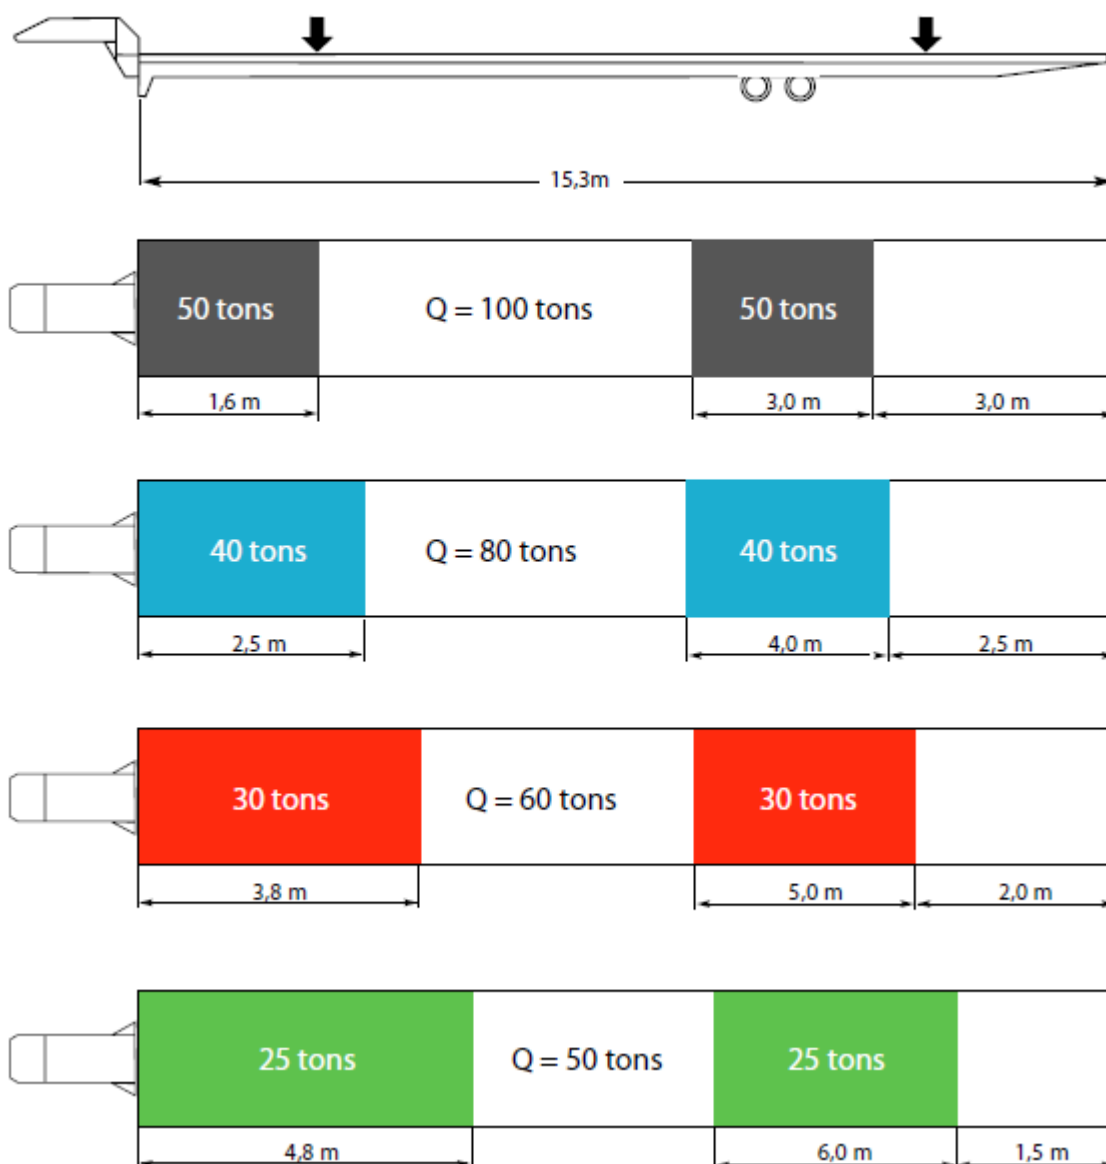 15,3m
50 tons Q = 100 tons 50 tons
1,6 m 3,0 m 3,0 m
40 tons Q = 80 tons 40 tons
2,5 m 4,0 m 2,5 m
30 tons Q = 60 tons 30 tons
3,8 m 5,0 m 2,0 m
25 tons Q = 50 tons 25 tons
4,8 m 6,0 m 1,5 m